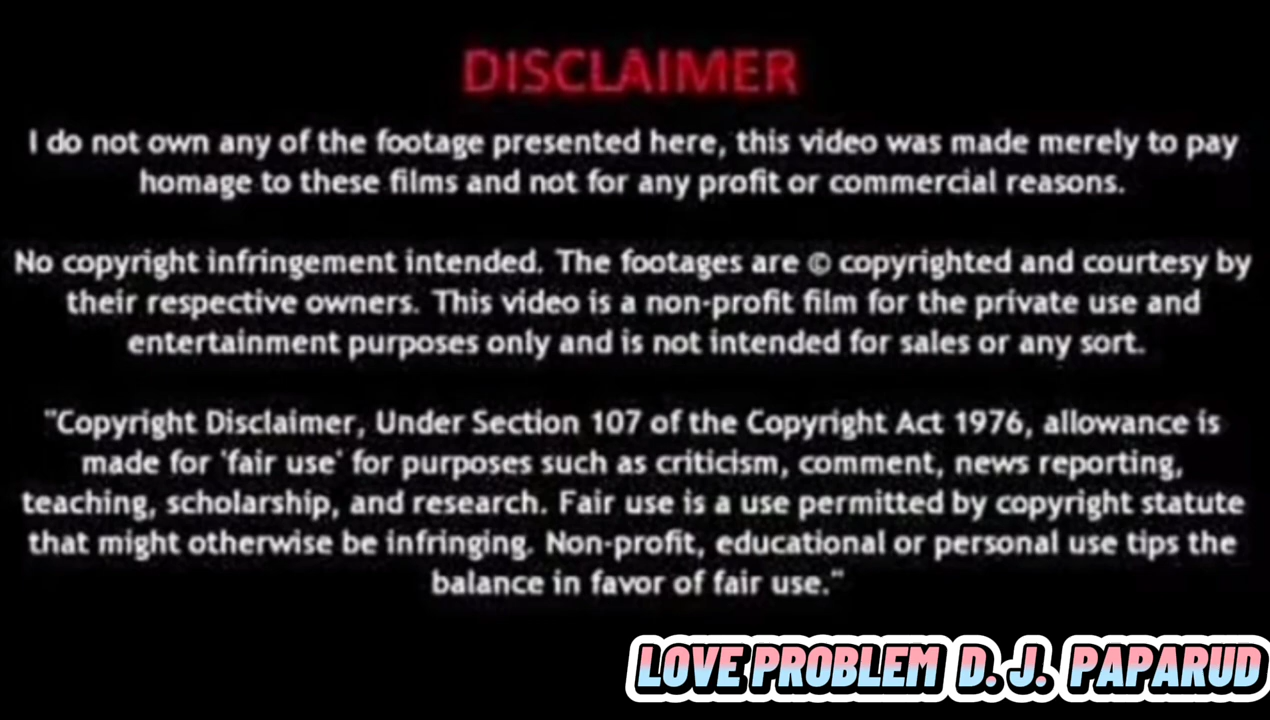 DISCLAIMER
I do not own any of the footage presented here, this video was made merely to pay
homage to these films and not for any profit or commercial reasons.
No copyright infringement intended. The footages are © copyrighted and courtesy by
their respective owners. This video is a non-profit film for the private use and
entertainment purposes only and is not intended for sales or any sort.
"Copyright Disclaimer, Under Section 107 of the Copyright Act 1976, allowance is
made for 'fair use' for purposes such as criticism, comment, news reporting,
teaching, scholarship, and research. Fair use is a use permitted by copyright statute
that might otherwise be infringing. Non-profit, educational or personal use tips the
balance in favor of fair use."
LOVE PROBLEM D. J. PAPARUD